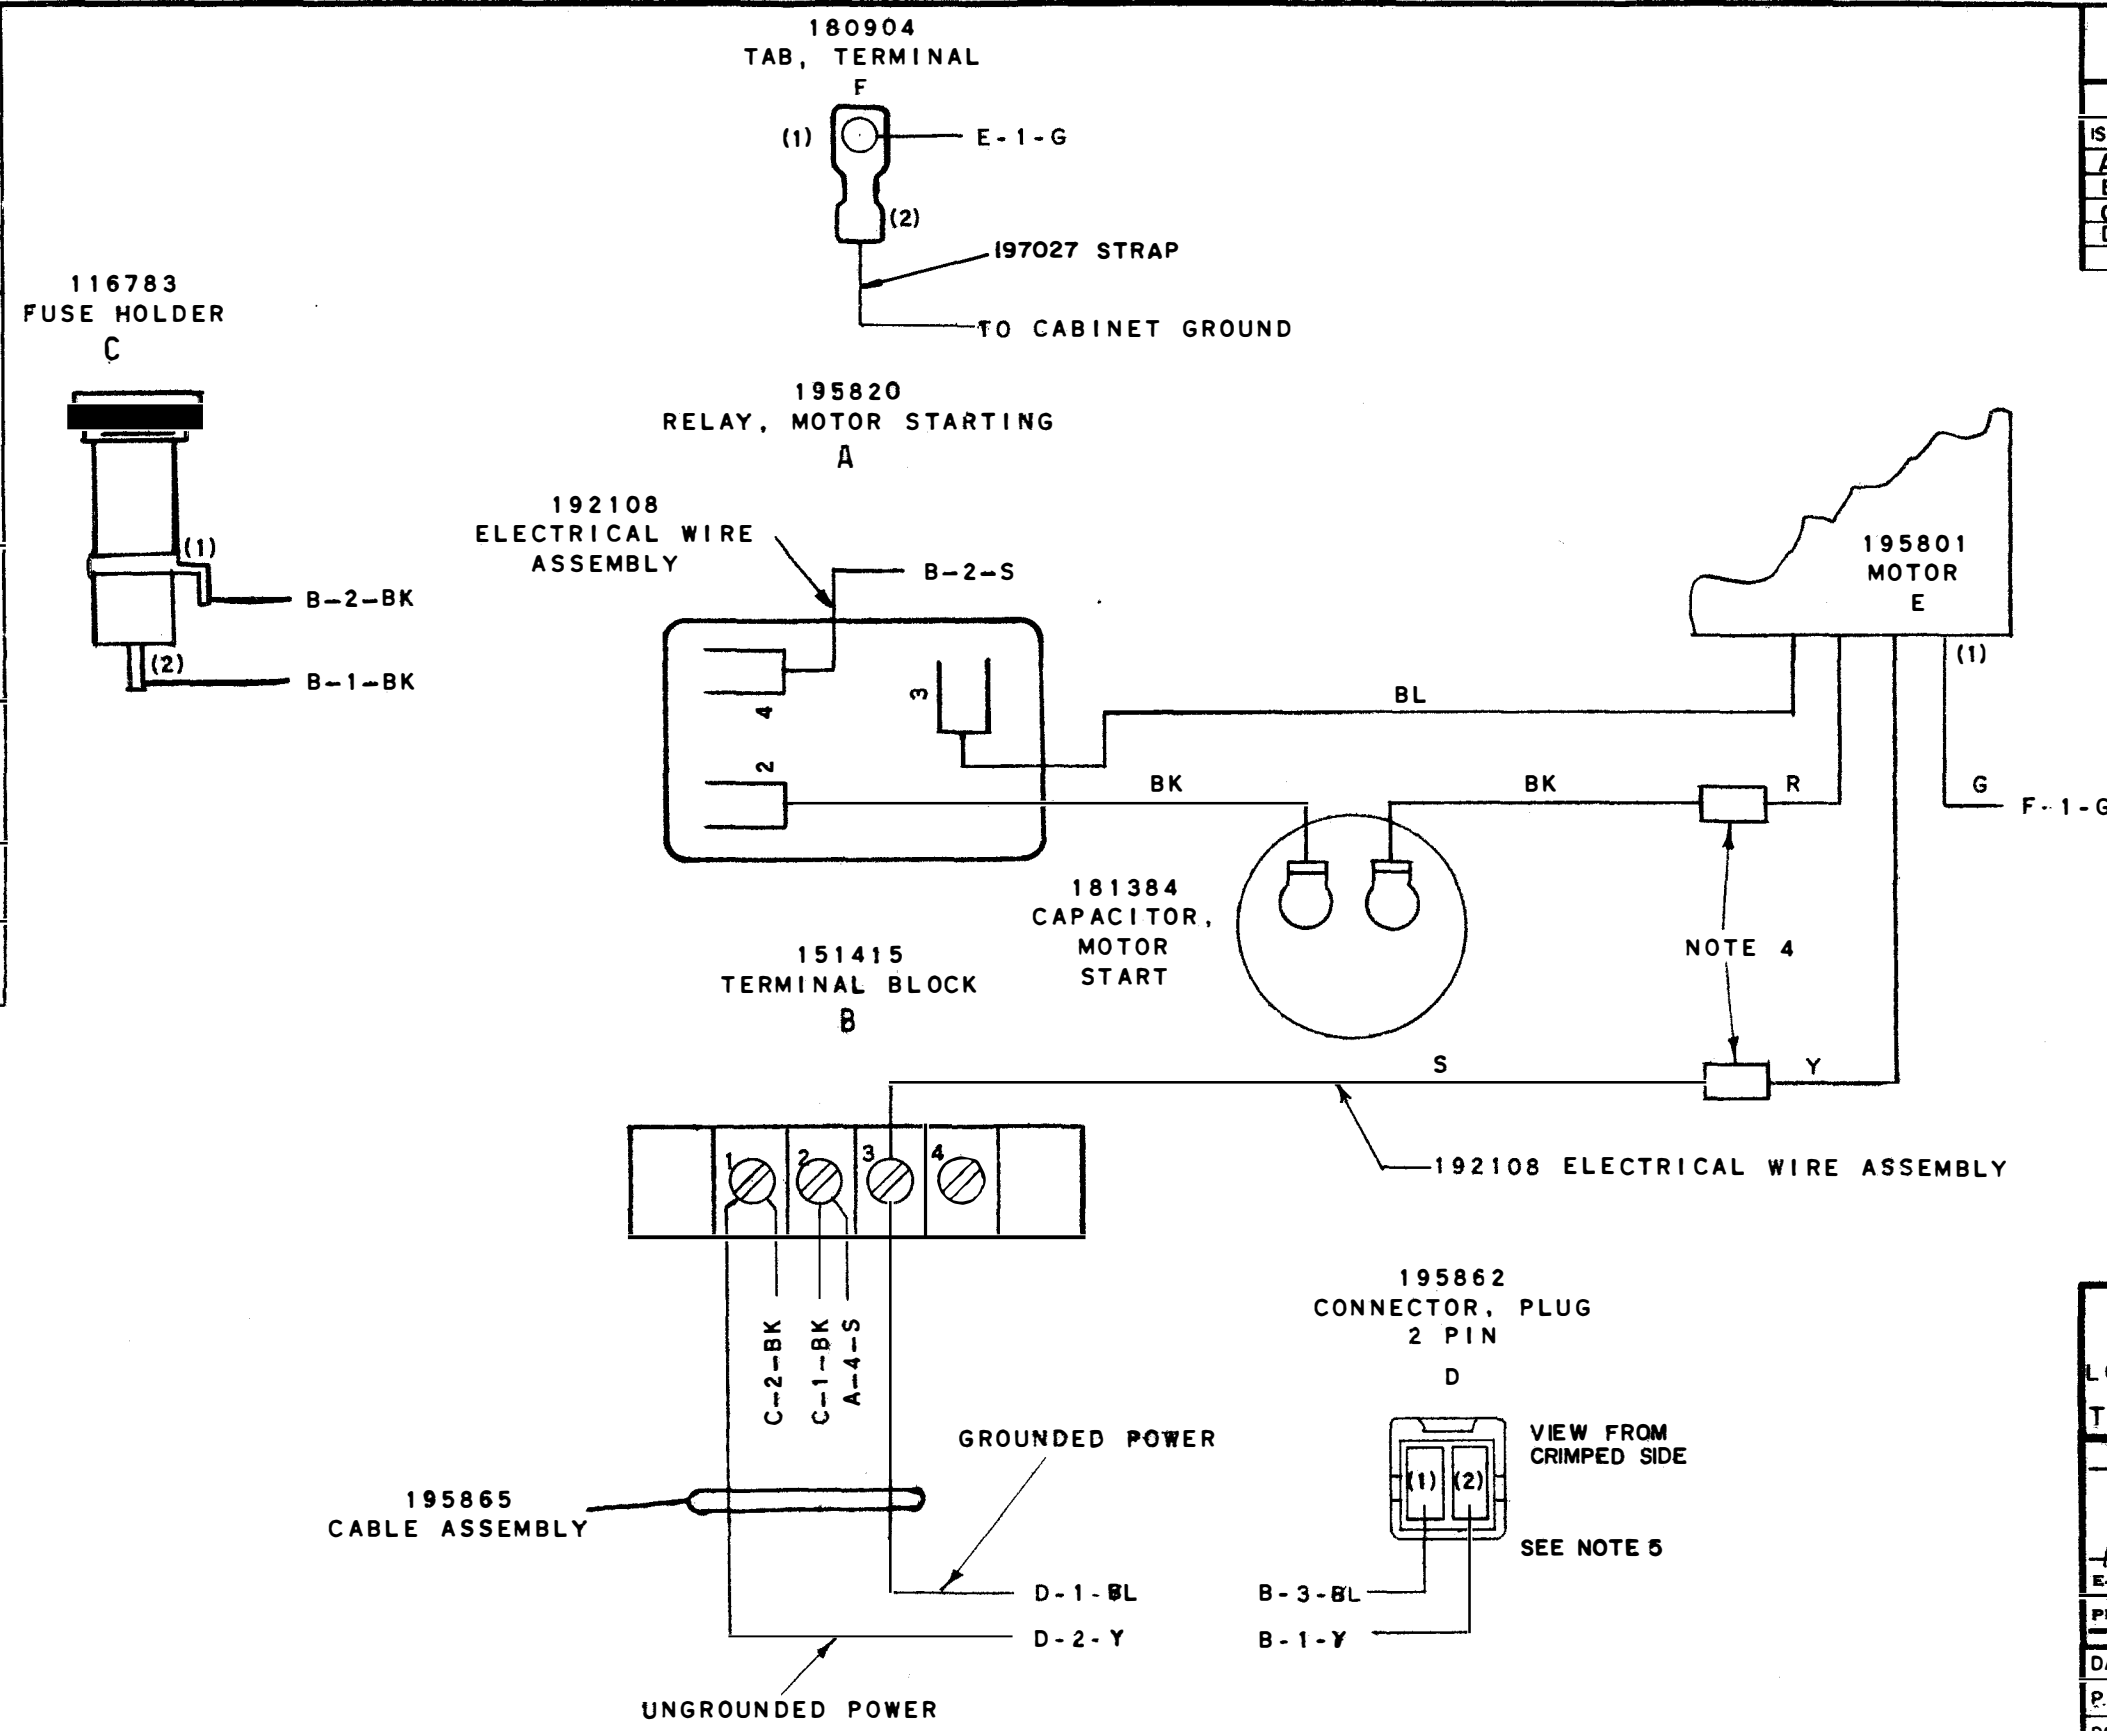 180904
TAB, TERMINAL
F
(1)
E-1-G
(2)
197027 STRAP
TO CABINET GROUND
116783
FUSE HOLDER
C
(1)
B-2-BK
(2)
B-1-BK
195820
RELAY, MOTOR STARTING
A
192108
ELECTRICAL WIRE
ASSEMBLY
B-2-S
4
3
2
BL
BK
BK
R
G
F-1-G
195801
MOTOR
E
(1)
181384
CAPACITOR,
MOTOR
START
NOTE 4
151415
TERMINAL BLOCK
B
S
Y
192108 ELECTRICAL WIRE ASSEMBLY
1
2
3
4
C-2-BK
C-1-BK
A-4-S
195862
CONNECTOR, PLUG
2 PIN
D
VIEW FROM
CRIMPED SIDE
(1)
(2)
SEE NOTE 5
GROUNDED POWER
195865
CABLE ASSEMBLY
D-1-BL
D-2-Y
B-3-BL
B-1-Y
UNGROUNDED POWER